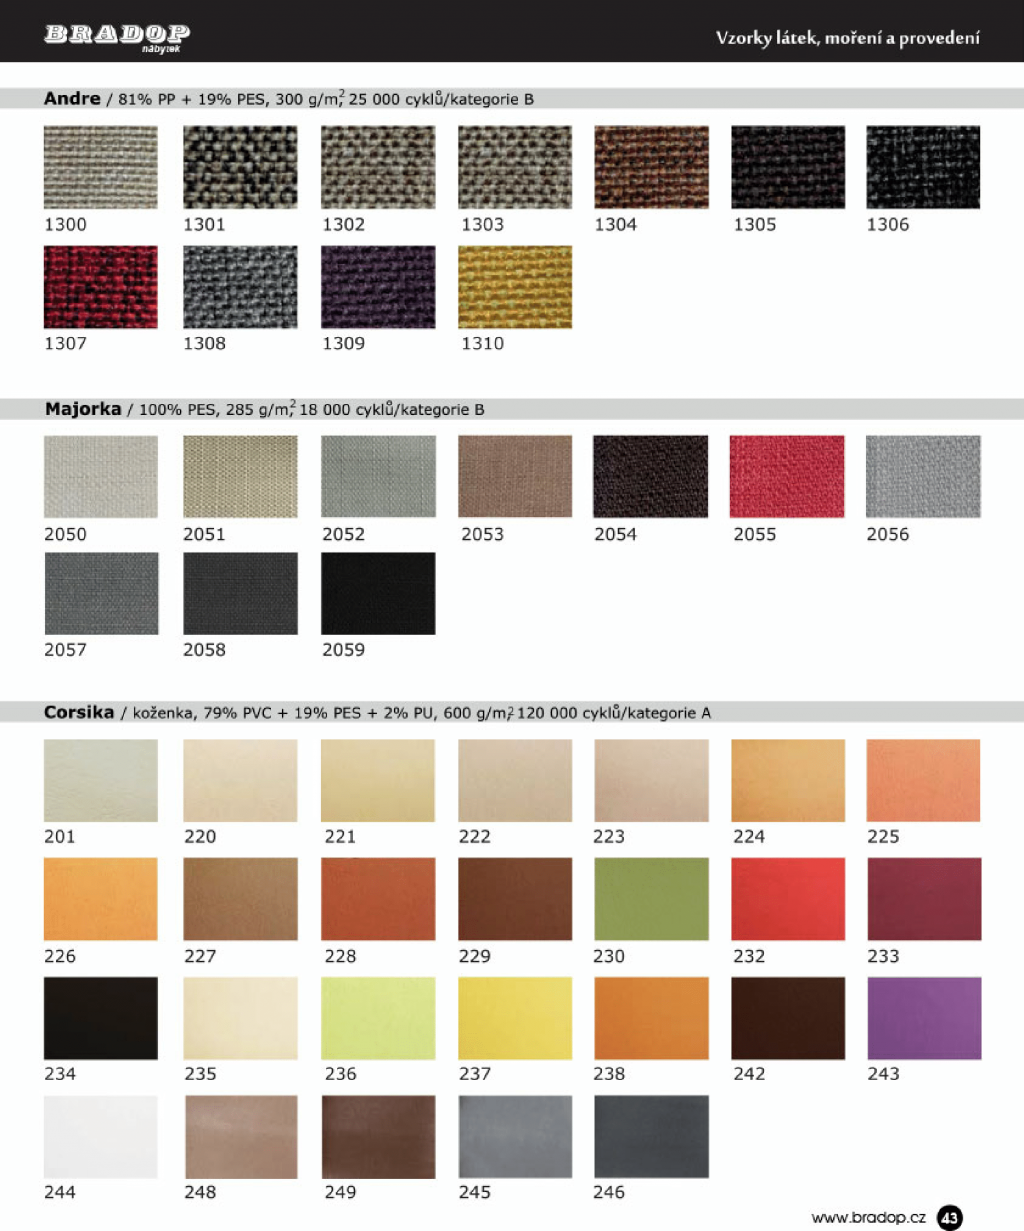 BRADOP
nábytek
Vzorky látek, moření a provedení
Andre / 81% PP + 19% PES, 300 g/m², 25 000 cyklů/kategorie B
1300 1301 1302 1303 1304 1305 1306
1307 1308 1309 1310
Majorka / 100% PES, 285 g/m², 18 000 cyklů/kategorie B
2050 2051 2052 2053 2054 2055 2056
2057 2058 2059
Corsika / koženka, 79% PVC + 19% PES + 2% PU, 600 g/m², 120 000 cyklů/kategorie A
201 220 221 222 223 224 225
226 227 228 229 230 232 233
234 235 236 237 238 242 243
244 248 249 245 246
www.bradop.cz 43